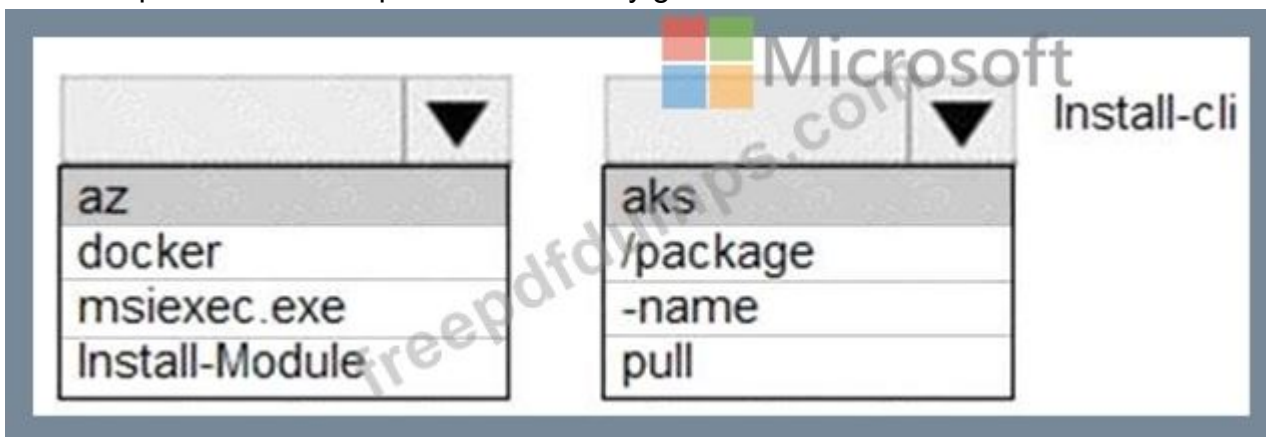 Microsoft
Install-cli
az
docker
msiexec.exe
Install-Module
aks
/package
-name
pull
freepdfdumps.com